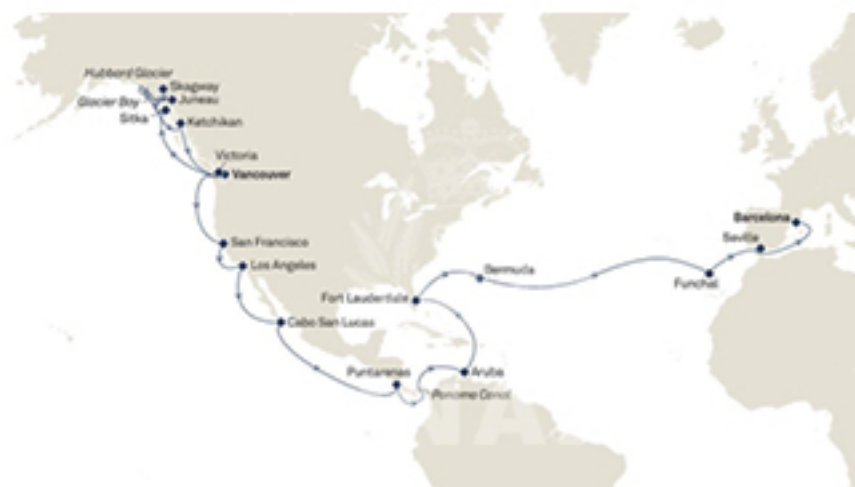 Hubbard Glacier
Skagway
Glacier Bay
Juneau
Sitka
Ketchikan
Victoria
Vancouver
San Francisco
Los Angeles
Cabo San Lucas
Fort Lauderdale
Bermuda
Barcelona
Sevilla
Funchal
Puntarenas
Aruba
Panama Canal